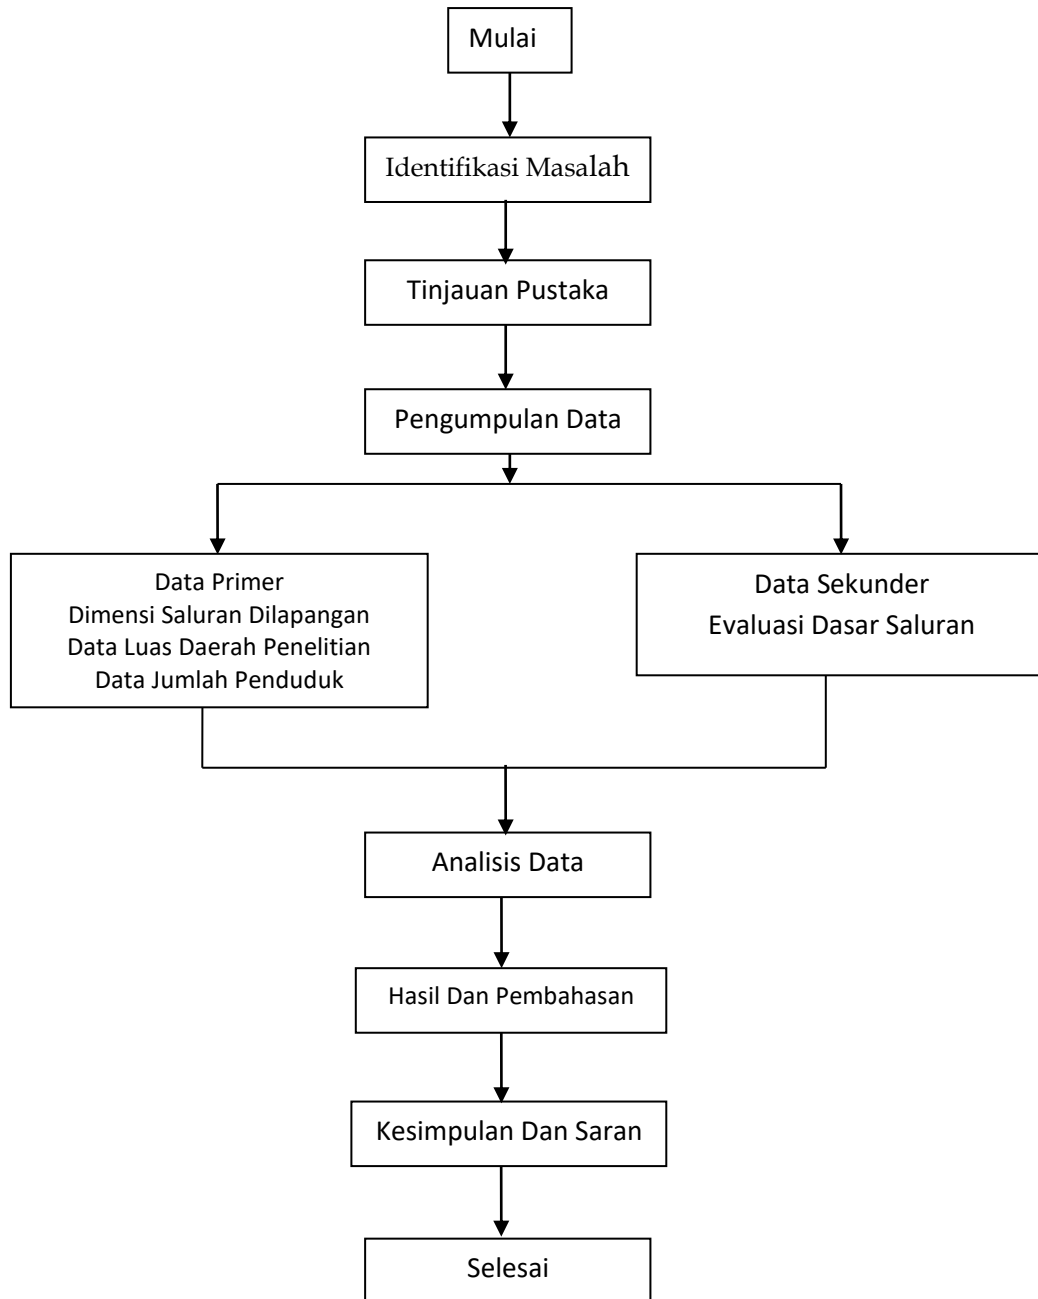 Mulai
Identifikasi Masalah
Tinjauan Pustaka
Pengumpulan Data
Data Primer
Dimensi Saluran Dilapangan
Data Luas Daerah Penelitian
Data Jumlah Penduduk
Data Sekunder
Evaluasi Dasar Saluran
Analisis Data
Hasil Dan Pembahasan
Kesimpulan Dan Saran
Selesai